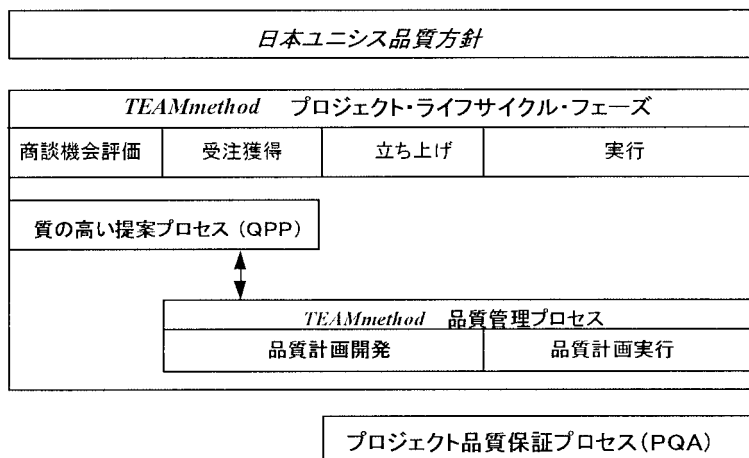 日本ユニシス品質方針
TEAMmethod プロジェクト・ライフサイクル・フェーズ
商談機会評価 受注獲得 立ち上げ 実行
質の高い提案プロセス（QPP）
TEAMmethod 品質管理プロセス
品質計画開発 品質計画実行
プロジェクト品質保証プロセス（PQA）